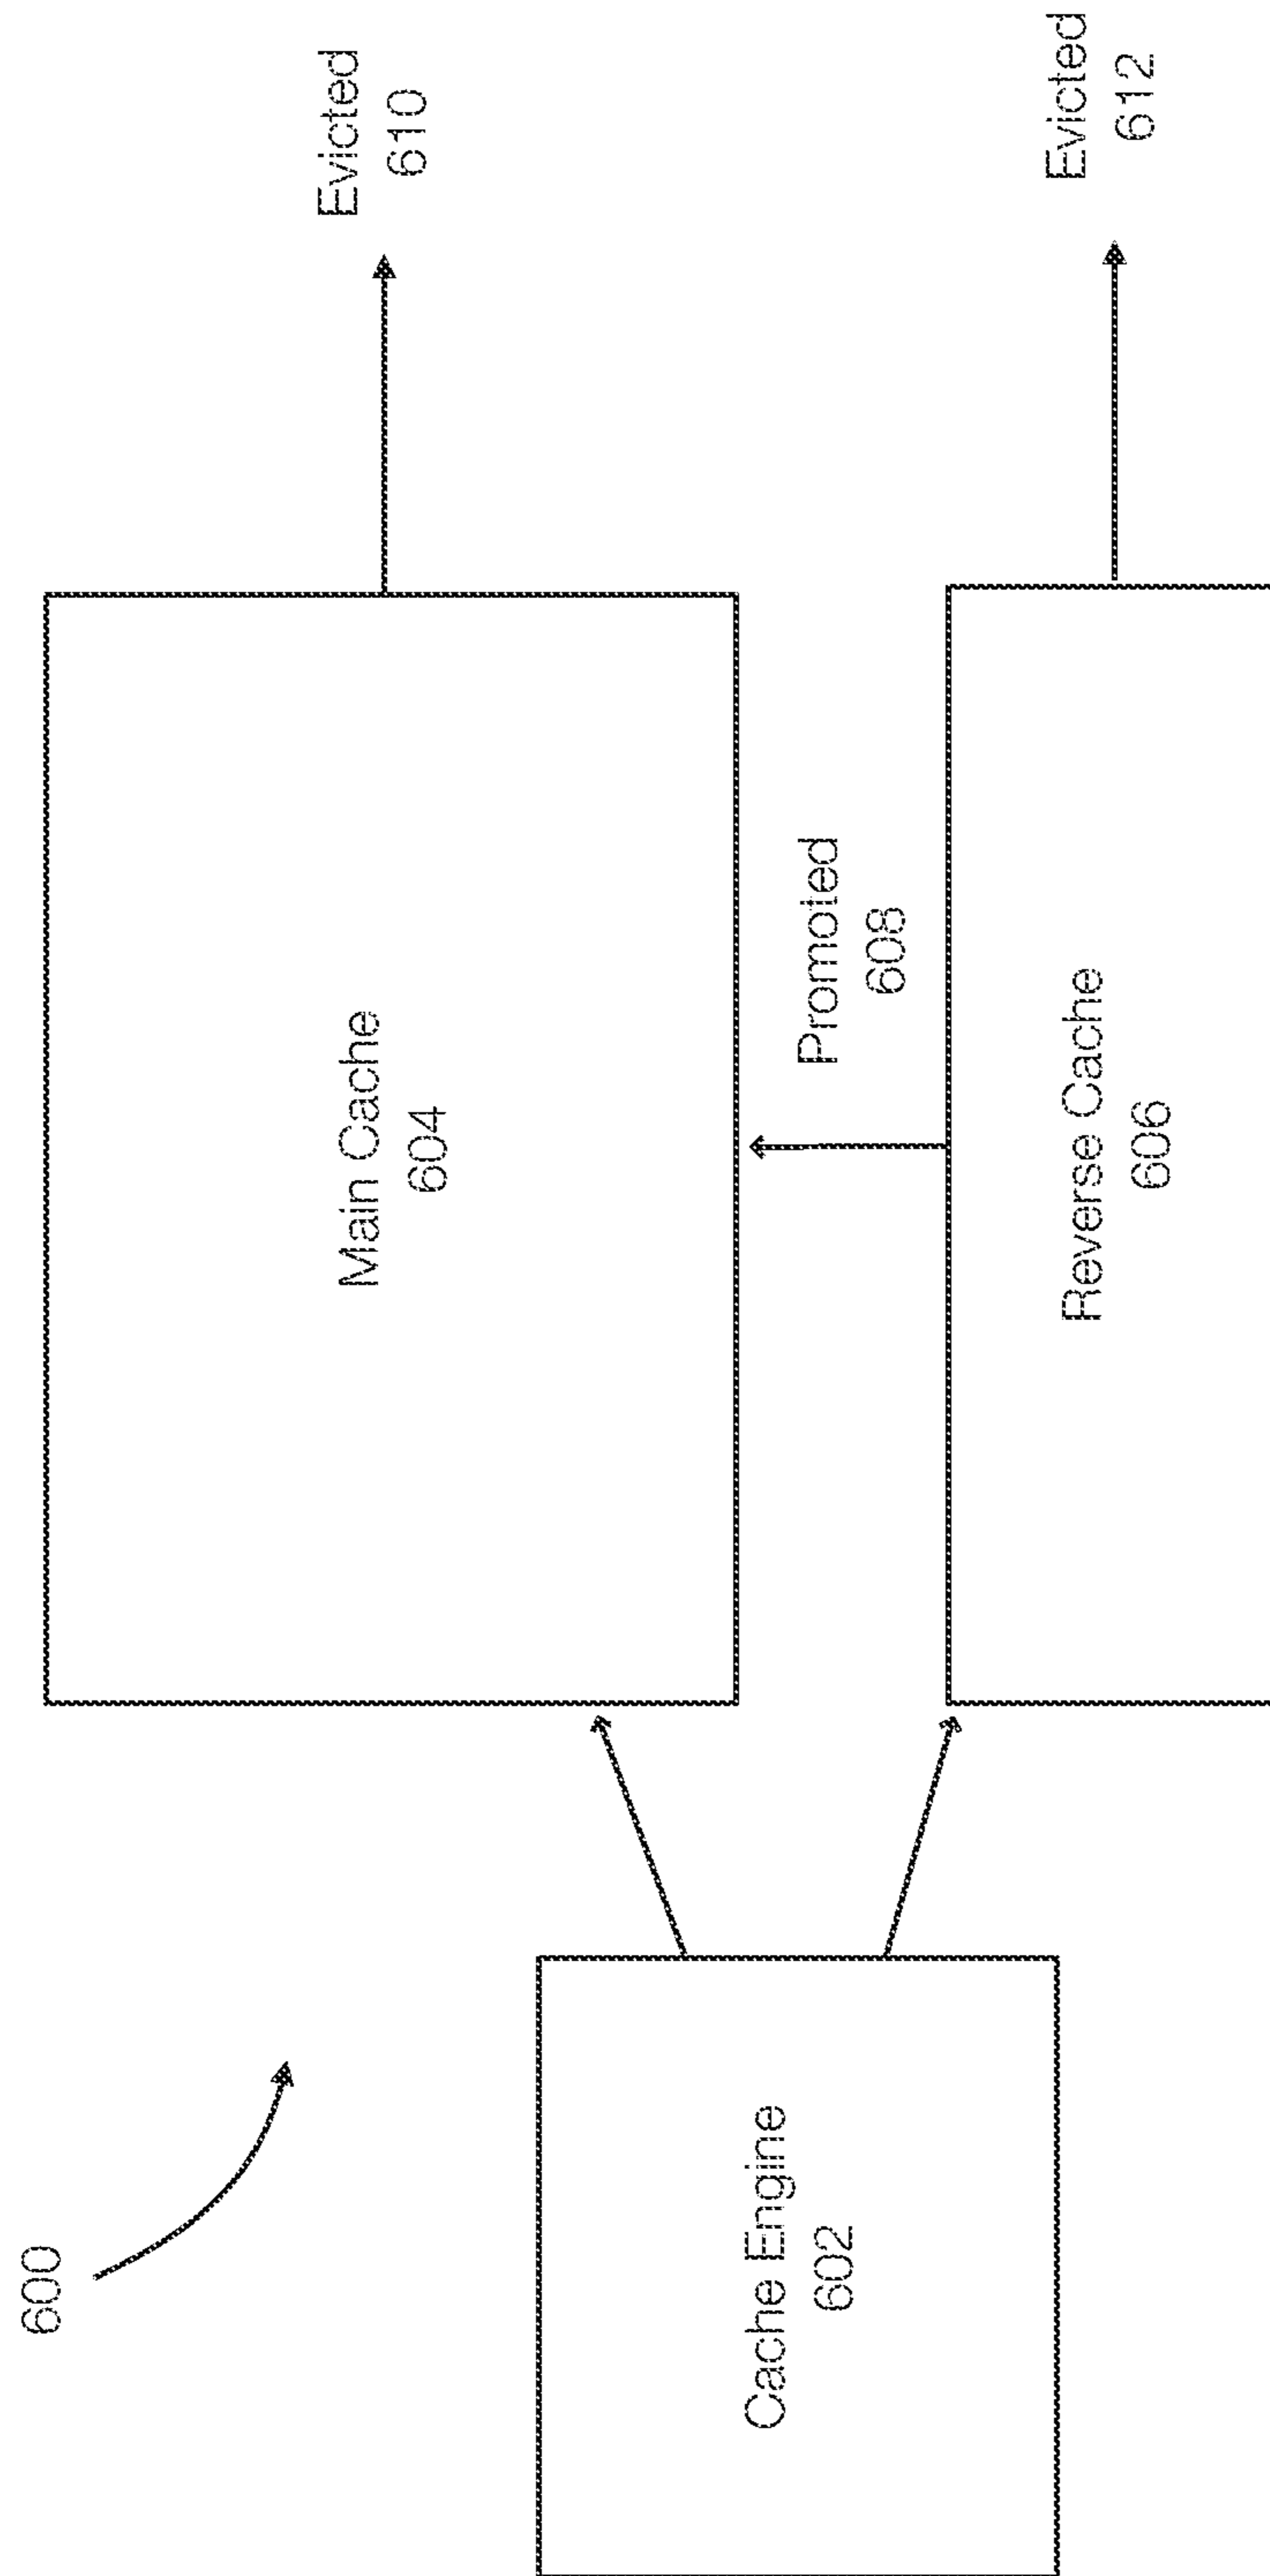 600
Cache Engine
602
Main Cache
604
Promoted
608
Reverse Cache
606
Evicted
610
Evicted
612